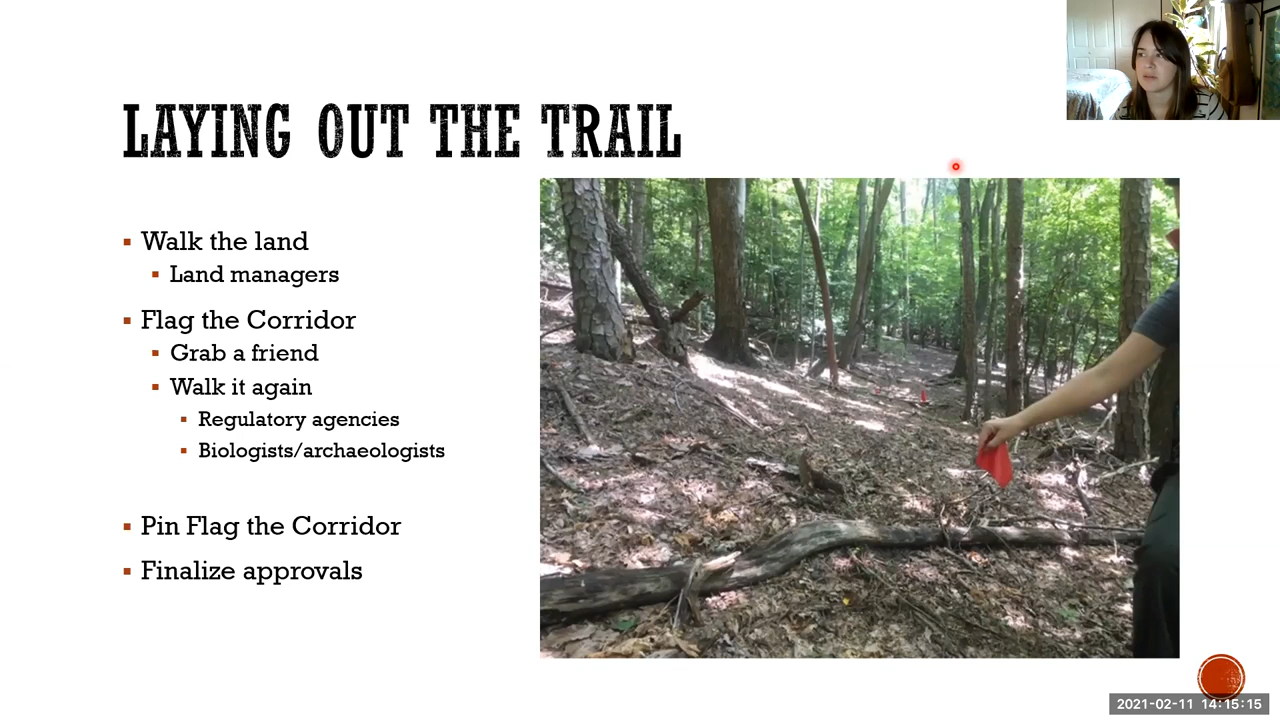 LAYING OUT THE TRAIL
Walk the land
Land managers
Flag the Corridor
Grab a friend
Walk it again
Regulatory agencies
Biologists/archaeologists
Pin Flag the Corridor
Finalize approvals
2021-02-11 14:15:15